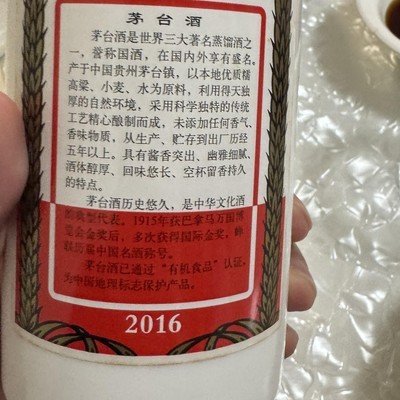 茅台酒
茅台酒是世界三大著名蒸馏酒之
一，誉称国酒，在国内外享有盛名。
产于中国贵州茅台镇，以本地优质糯
高粱、小麦、水为原料，利用得天独
厚的自然环境，采用科学独特的传统
工艺精心酿制而成，未添加任何香气、
香味物质，从生产、贮存到出厂历经
五年以上。具有酱香突出、幽雅细腻、
酒体醇厚、回味悠长、空杯留香持久
的特点。
茅台酒历史悠久，是中华文化酒
的典型代表。1915年获巴拿马万国博
览会金奖后，多次获得国际金奖，蝉
联历届中国名酒称号。
茅台酒已通过“有机食品”认证。
为中国地理标志保护产品。
2016